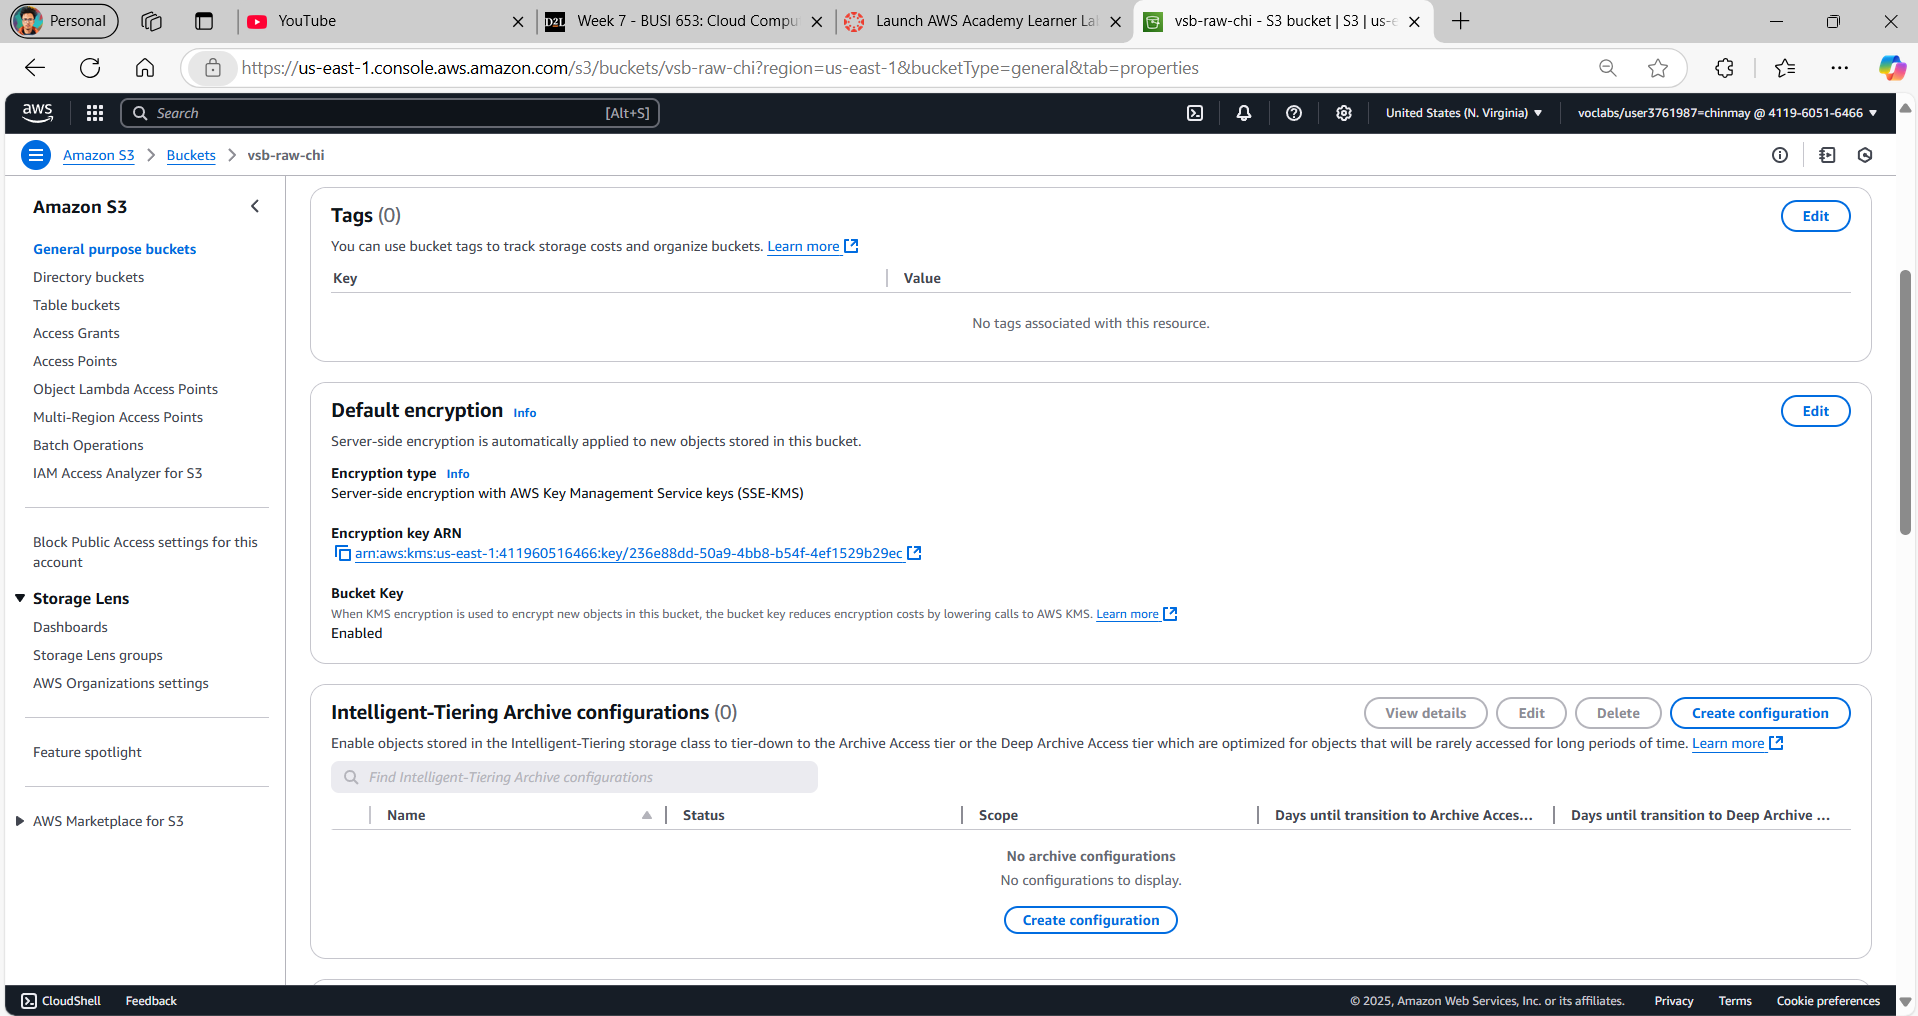 Personal
YouTube
Week 7 - BUSI 653: Cloud Compu
Launch AWS Academy Learner La
vsb-raw-chi - S3 bucket | S3 | us-e
https://us-east-1.console.aws.amazon.com/s3/buckets/vsb-raw-chi?region=us-east-1&bucketType=general&tab=properties
aws
Search
[Alt+S]
United States (N. Virginia)
voclabs/user3761987=chinmay @ 4119-6051-6466
Amazon S3
Buckets
vsb-raw-chi
Amazon S3
General purpose buckets
Directory buckets
Table buckets
Access Grants
Access Points
Object Lambda Access Points
Multi-Region Access Points
Batch Operations
IAM Access Analyzer for S3
Block Public Access settings for this
account
Storage Lens
Dashboards
Storage Lens groups
AWS Organizations settings
Feature spotlight
AWS Marketplace for S3
Tags (0)
Edit
You can use bucket tags to track storage costs and organize buckets. Learn more
Key
Value
No tags associated with this resource.
Default encryption Info
Edit
Server-side encryption is automatically applied to new objects stored in this bucket.
Encryption type Info
Server-side encryption with AWS Key Management Service keys (SSE-KMS)
Encryption key ARN
arn:aws:kms:us-east-1:411960516466:key/236e88dd-50a9-4bb8-b54f-4ef1529b29ec
Bucket Key
When KMS encryption is used to encrypt new objects in this bucket, the bucket key reduces encryption costs by lowering calls to AWS KMS. Learn more
Enabled
Intelligent-Tiering Archive configurations (0)
View details
Edit
Delete
Create configuration
Enable objects stored in the Intelligent-Tiering storage class to tier-down to the Archive Access tier or the Deep Archive Access tier which are optimized for objects that will be rarely accessed for long periods of time. Learn more
Find Intelligent-Tiering Archive configurations
Name
Status
Scope
Days until transition to Archive Acces...
Days until transition to Deep Archive ...
No archive configurations
No configurations to display.
Create configuration
CloudShell
Feedback
© 2025, Amazon Web Services, Inc. or its affiliates.
Privacy
Terms
Cookie preferences